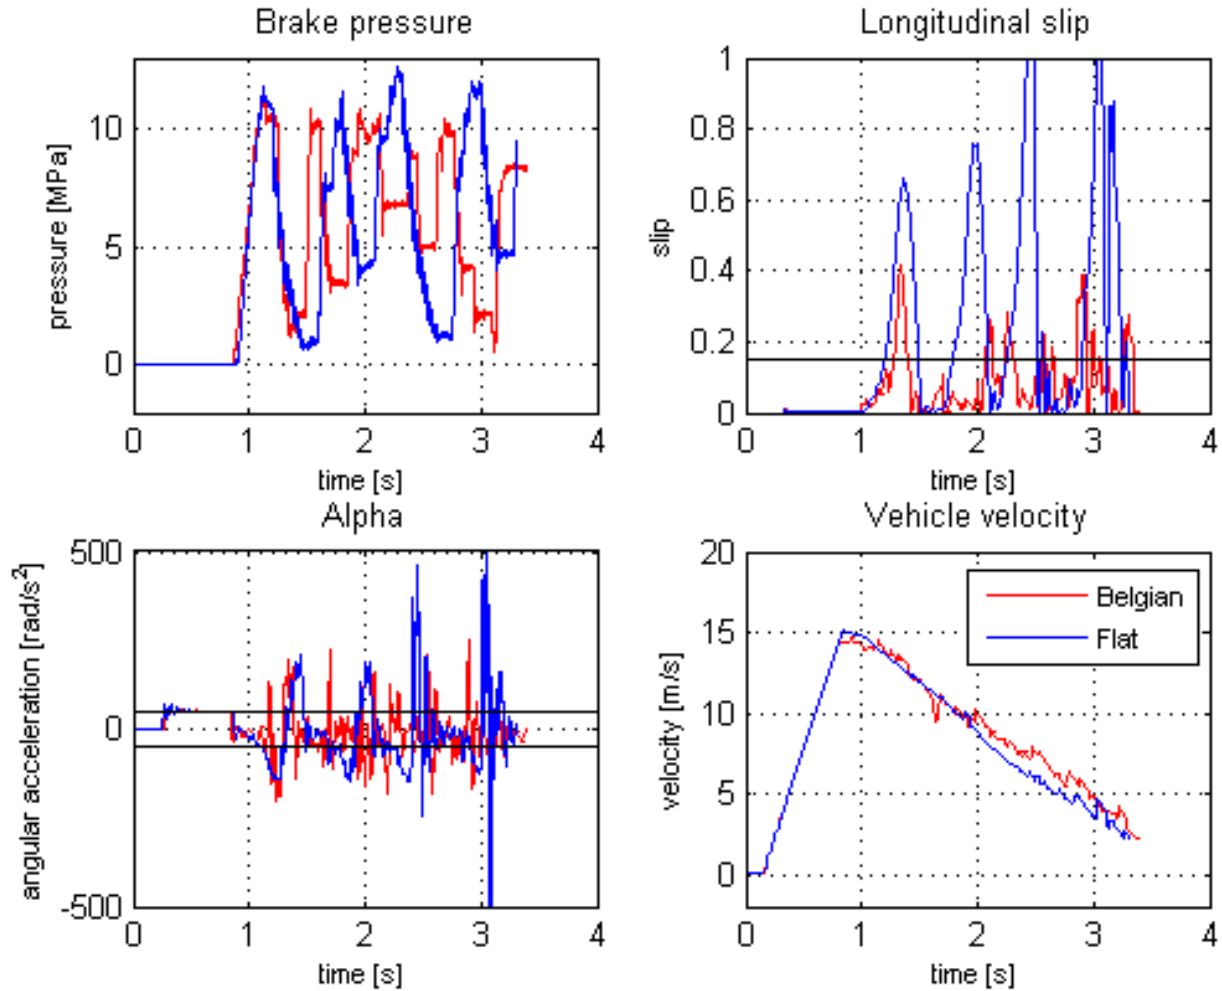 Brake pressure
pressure [MPa]
10
5
0
0 1 2 3 4
time [s]
Longitudinal slip
slip
1
0.8
0.6
0.4
0.2
0
0 1 2 3 4
time [s]
Alpha
angular acceleration [rad/s²]
500
0
-500
0 1 2 3 4
time [s]
Vehicle velocity
velocity [m/s]
20
15
10
5
0
0 1 2 3 4
time [s]
Belgian
Flat